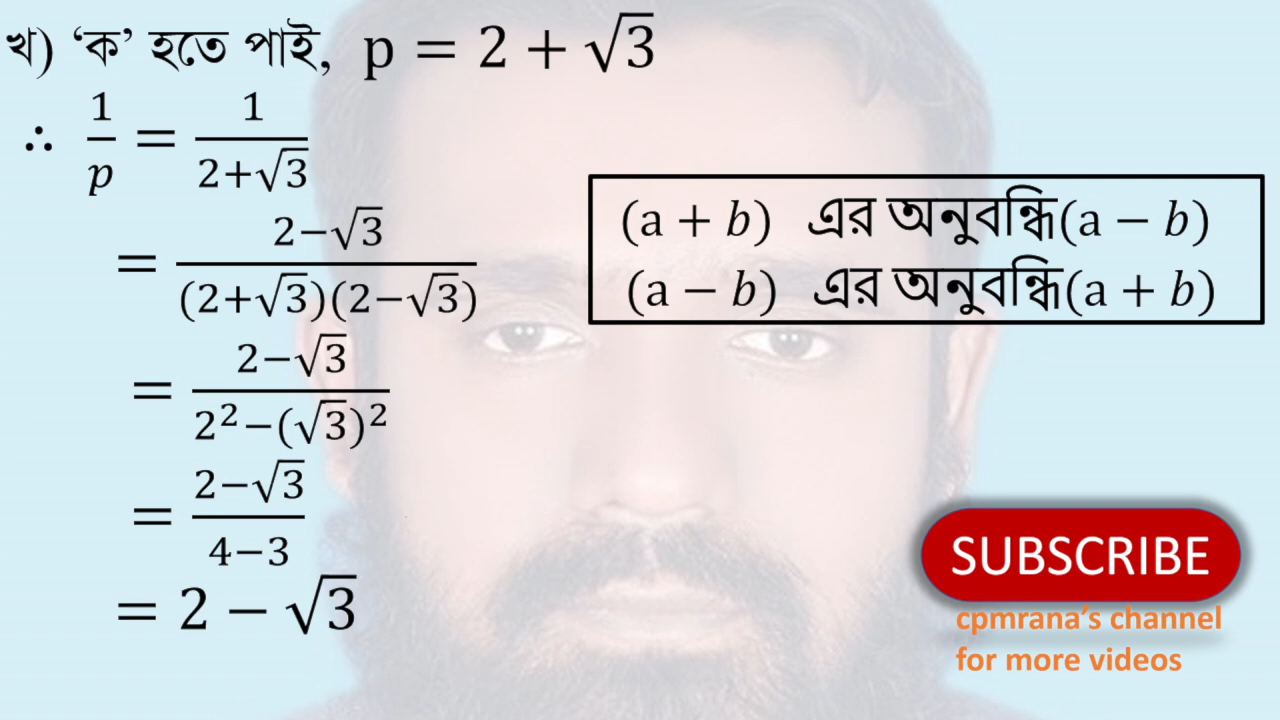 খ) ‘ক’ হতে পাই, p = 2 + √3
∴ 1/p = 1/(2+√3)
= (2−√3)/((2+√3)(2−√3))
(a + b) এর অনুবন্ধি(a − b)
(a − b) এর অনুবন্ধি(a + b)
= (2−√3)/(2²−(√3)²)
= (2−√3)/(4−3)
= 2 − √3
SUBSCRIBE
cpmrana’s channel
for more videos